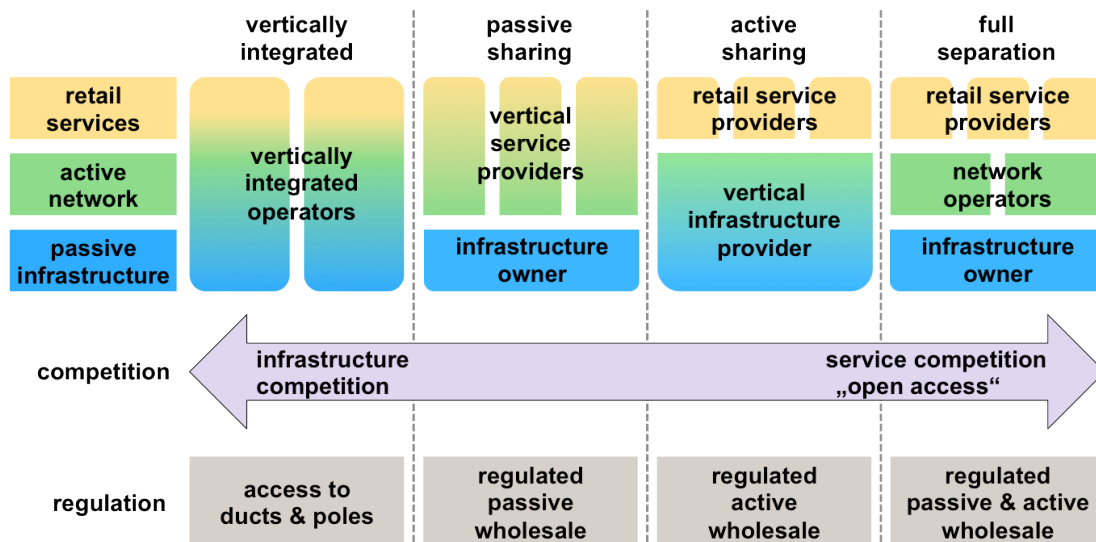 vertically
integrated
passive
sharing
active
sharing
full
separation
retail
services
active
network
passive
infrastructure
vertically
integrated
operators
vertical
service
providers
infrastructure
owner
retail service
providers
vertical
infrastructure
provider
retail service
providers
network
operators
infrastructure
owner
competition
infrastructure
competition
service competition
„open access“
regulation
access to
ducts & poles
regulated
passive
wholesale
regulated
active
wholesale
regulated
passive & active
wholesale